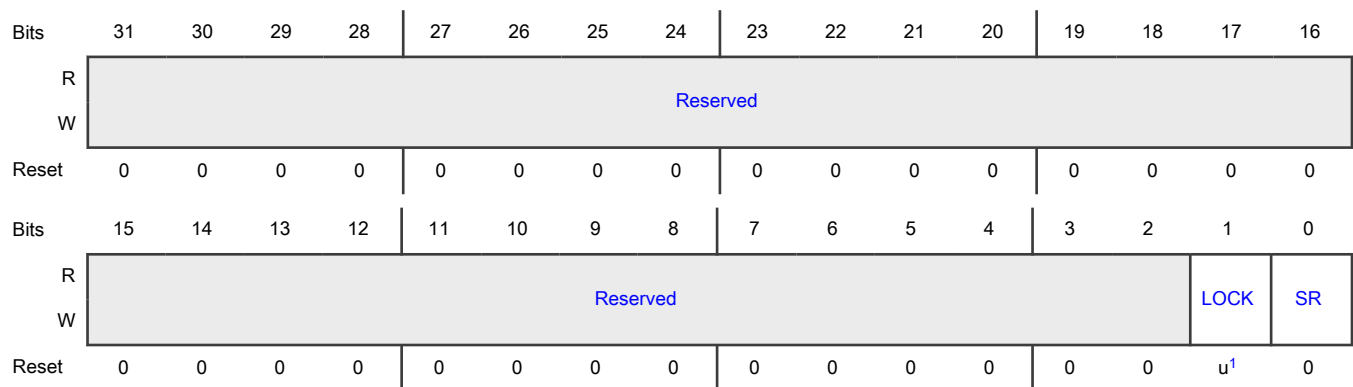 Bits 31 30 29 28 27 26 25 24 23 22 21 20 19 18 17 16
R
Reserved
W
Reset 0 0 0 0 0 0 0 0 0 0 0 0 0 0 0 0
Bits 15 14 13 12 11 10 9 8 7 6 5 4 3 2 1 0
R
Reserved LOCK SR
W
Reset 0 0 0 0 0 0 0 0 0 0 0 0 0 0 u1 0